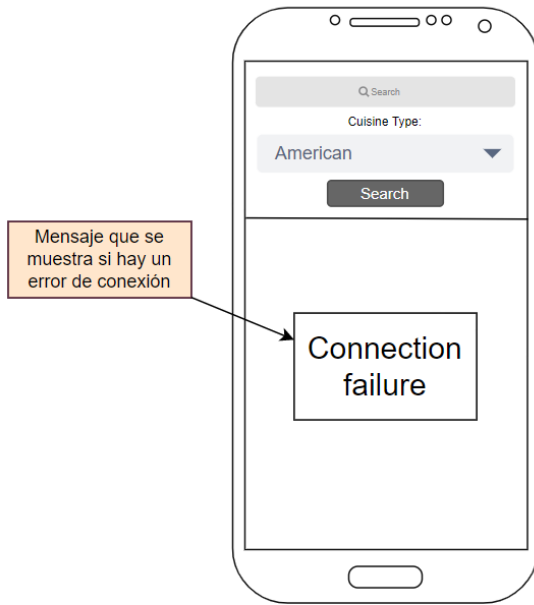 Search
Cuisine Type:
American
Search
Mensaje que se
muestra si hay un
error de conexión
Connection
failure